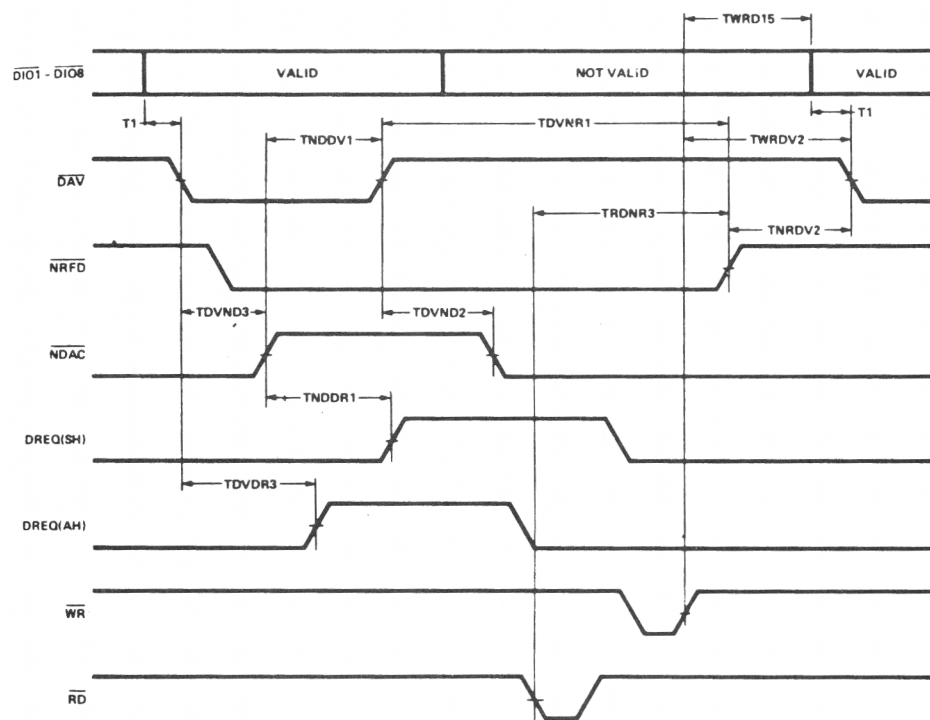 TWRD15
DIO1 - DIO8 VALID NOT VALID VALID
T1 T1
TNDDV1 TDVNR1 TWRDV2
DAV
TRDNR3 TNRDV2
NRFD
TDVND3 TDVND2
NDAC
TNDDR1
DREQ(SH)
TDVDR3
DREQ(AH)
WR
RD